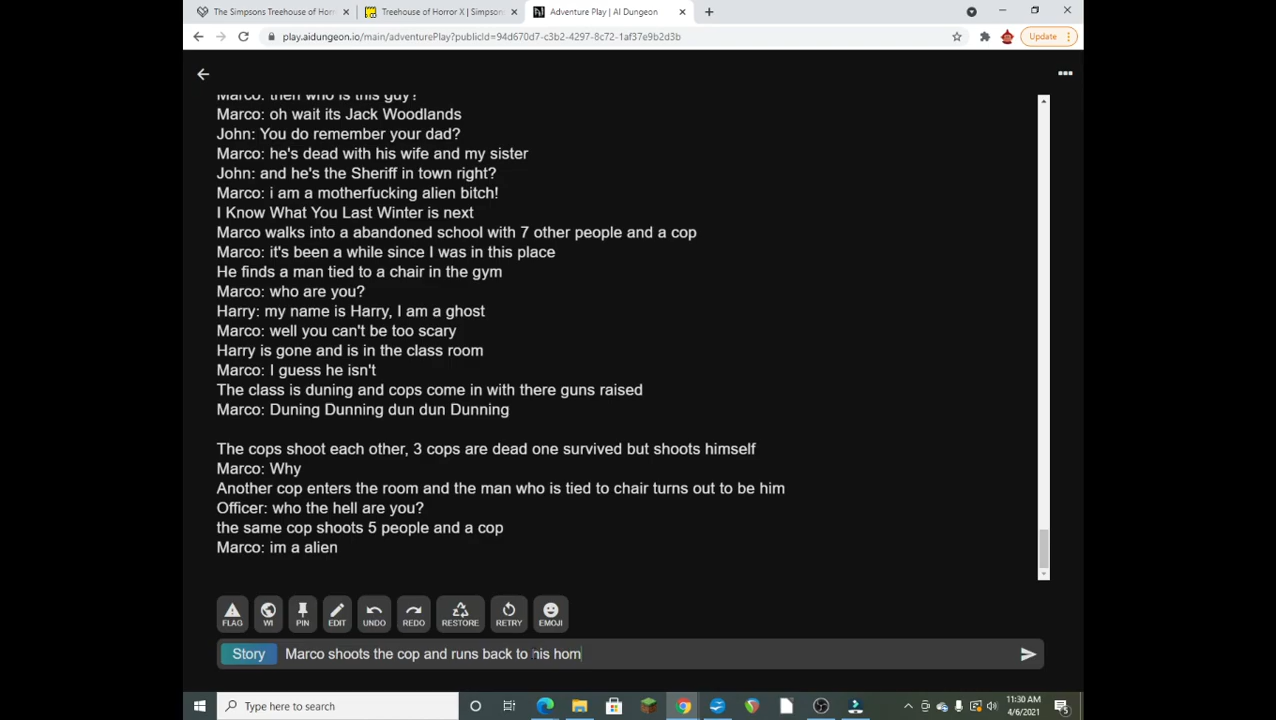 The Simpsons Treehouse of Hor
Treehouse of Horror X | Simpsons
Adventure Play | AI Dungeon
play.aidungeon.io/main/adventurePlay?publicId=94d670d7-c3b2-4297-8c72-1af37e9b2d3b
Update
Marco: then who is this guy?
Marco: oh wait its Jack Woodlands
John: You do remember your dad?
Marco: he's dead with his wife and my sister
John: and he's the Sheriff in town right?
Marco: i am a motherfucking alien bitch!
I Know What You Last Winter is next
Marco walks into a abandoned school with 7 other people and a cop
Marco: it's been a while since I was in this place
He finds a man tied to a chair in the gym
Marco: who are you?
Harry: my name is Harry, I am a ghost
Marco: well you can't be too scary
Harry is gone and is in the class room
Marco: I guess he isn't
The class is duning and cops come in with there guns raised
Marco: Duning Dunning dun dun Dunning
The cops shoot each other, 3 cops are dead one survived but shoots himself
Marco: Why
Another cop enters the room and the man who is tied to chair turns out to be him
Officer: who the hell are you?
the same cop shoots 5 people and a cop
Marco: im a alien
FLAG WI PIN EDIT UNDO REDO RESTORE RETRY EMOJI
Story Marco shoots the cop and runs back to his hom
Type here to search
11:30 AM
4/6/2021
5